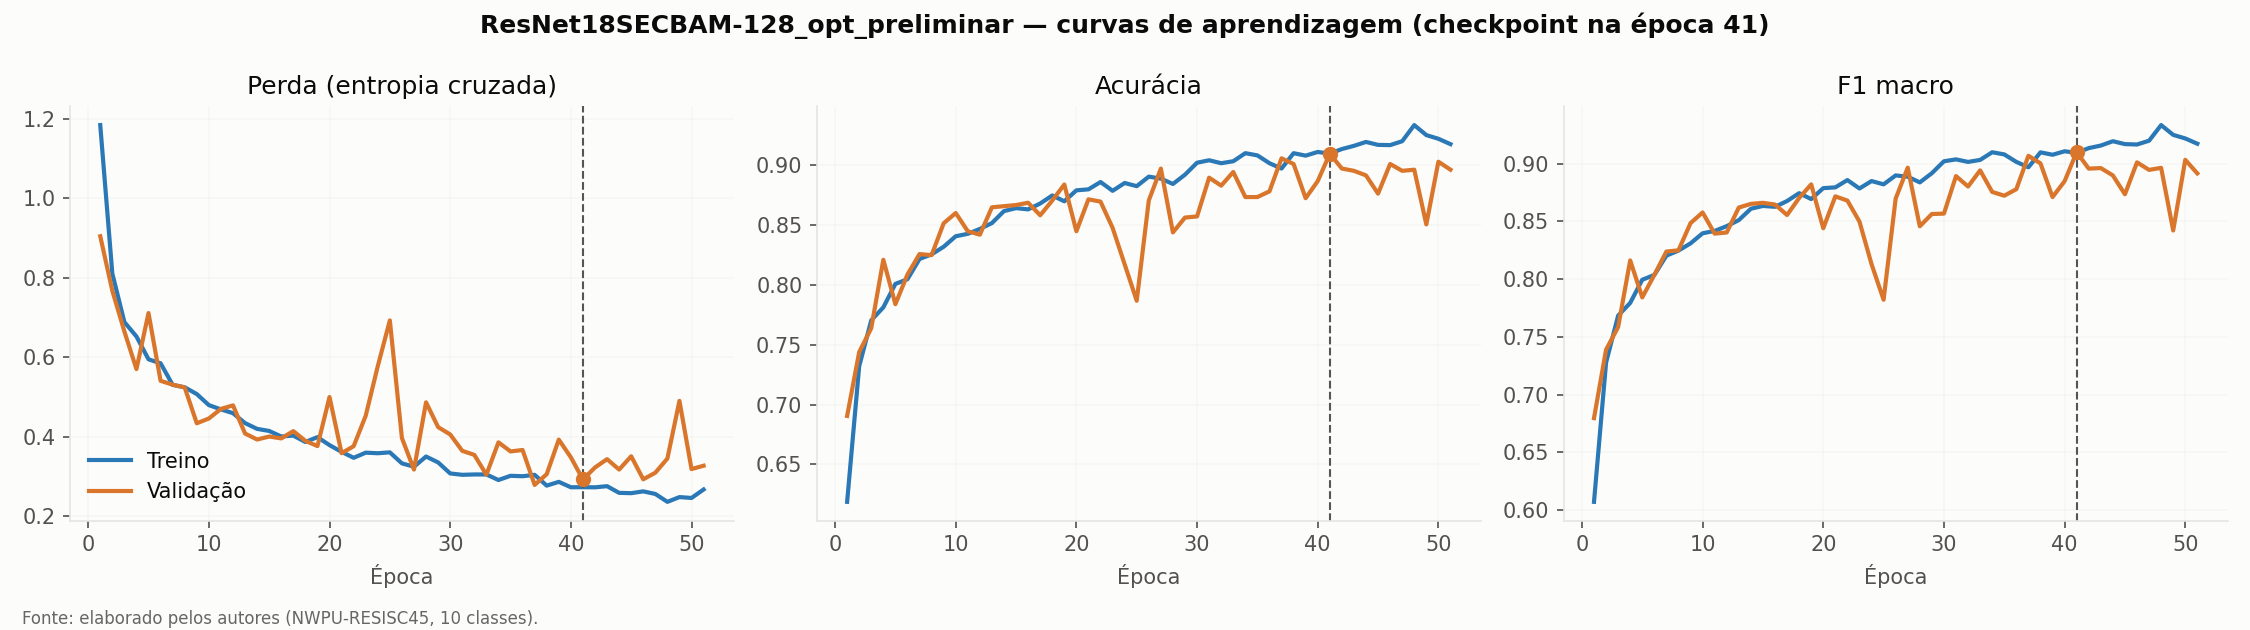 ResNet18SECBAM-128_opt_preliminar — curvas de aprendizagem (checkpoint na época 41)
Perda (entropia cruzada)
1.2
1.0
0.8
0.6
0.4
0.2
Treino
Validação
0 10 20 30 40 50
Época
Acurácia
0.90
0.85
0.80
0.75
0.70
0.65
0 10 20 30 40 50
Época
F1 macro
0.90
0.85
0.80
0.75
0.70
0.65
0.60
0 10 20 30 40 50
Época
Fonte: elaborado pelos autores (NWPU-RESISC45, 10 classes).